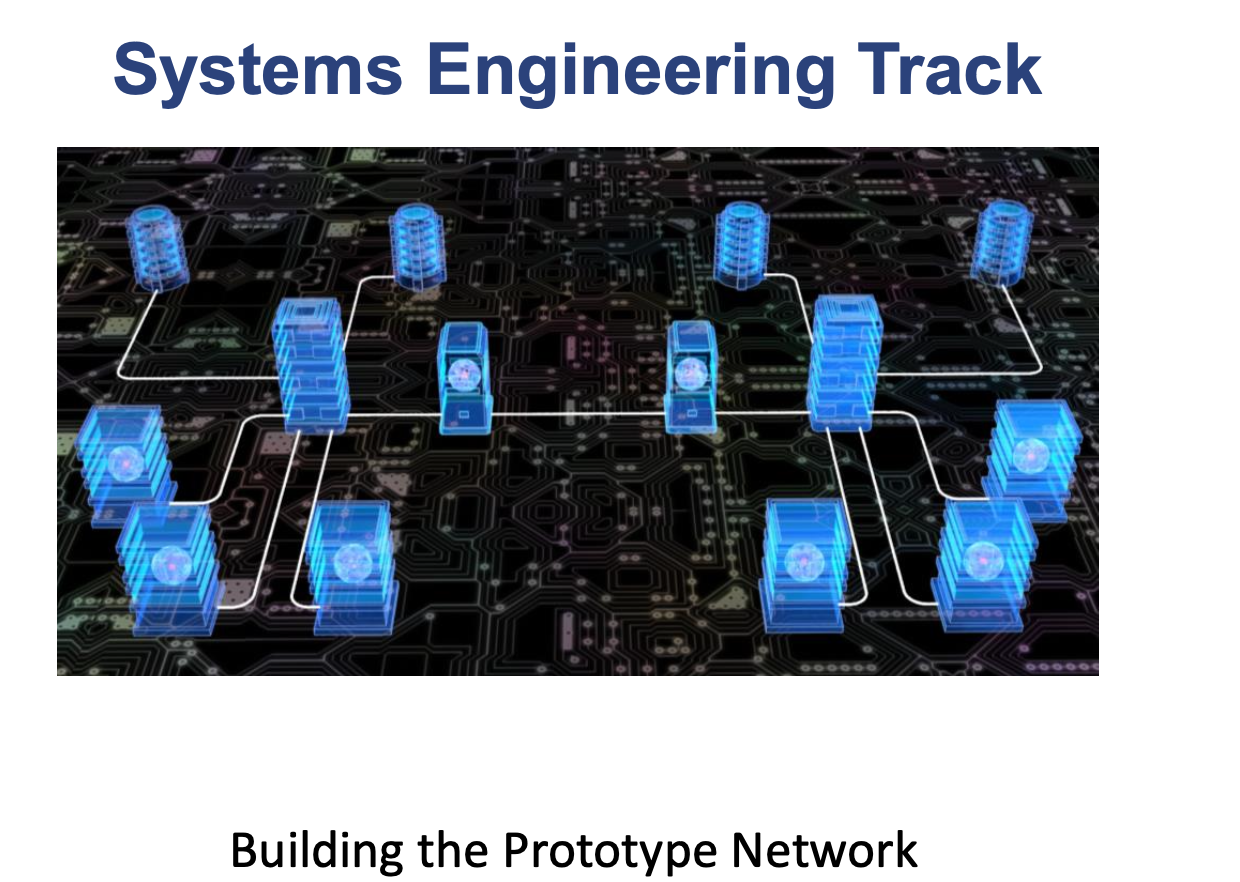 Systems Engineering Track
Building the Prototype Network